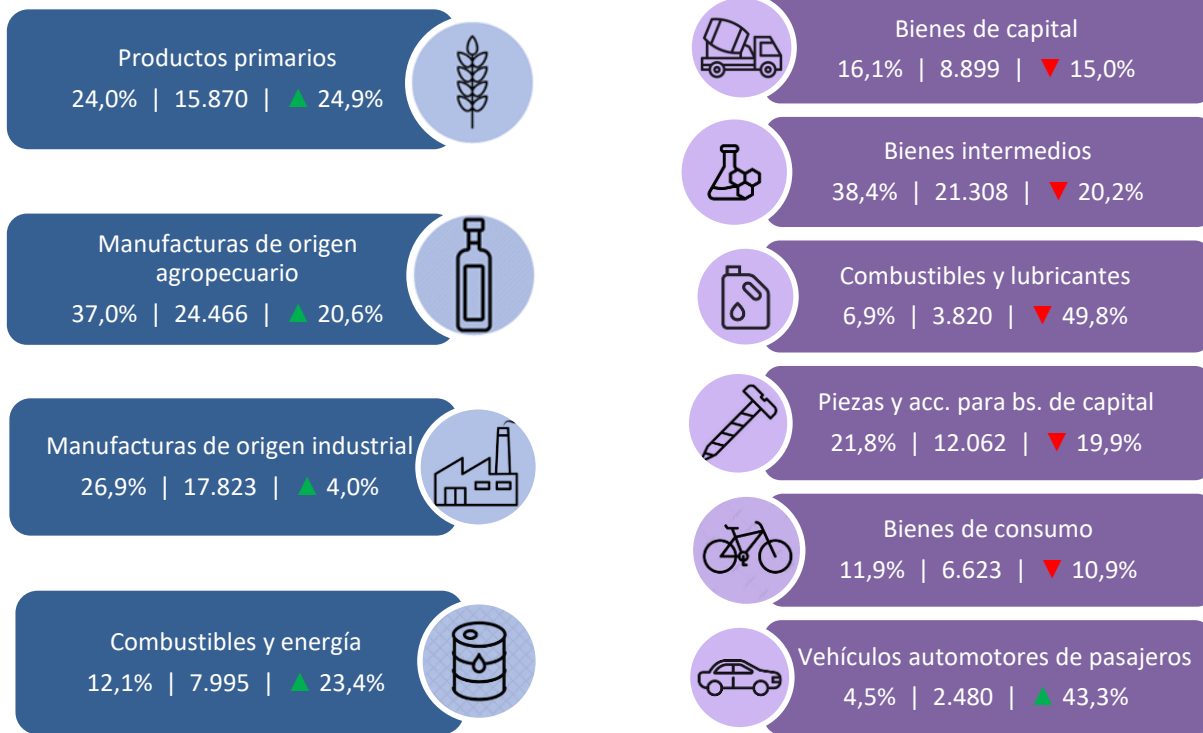 Productos primarios
24,0% | 15.870 | ▲ 24,9%
Manufacturas de origen
agropecuario
37,0% | 24.466 | ▲ 20,6%
Manufacturas de origen industrial
26,9% | 17.823 | ▲ 4,0%
Combustibles y energía
12,1% | 7.995 | ▲ 23,4%
Bienes de capital
16,1% | 8.899 | ▼ 15,0%
Bienes intermedios
38,4% | 21.308 | ▼ 20,2%
Combustibles y lubricantes
6,9% | 3.820 | ▼ 49,8%
Piezas y acc. para bs. de capital
21,8% | 12.062 | ▼ 19,9%
Bienes de consumo
11,9% | 6.623 | ▼ 10,9%
Vehículos automotores de pasajeros
4,5% | 2.480 | ▲ 43,3%